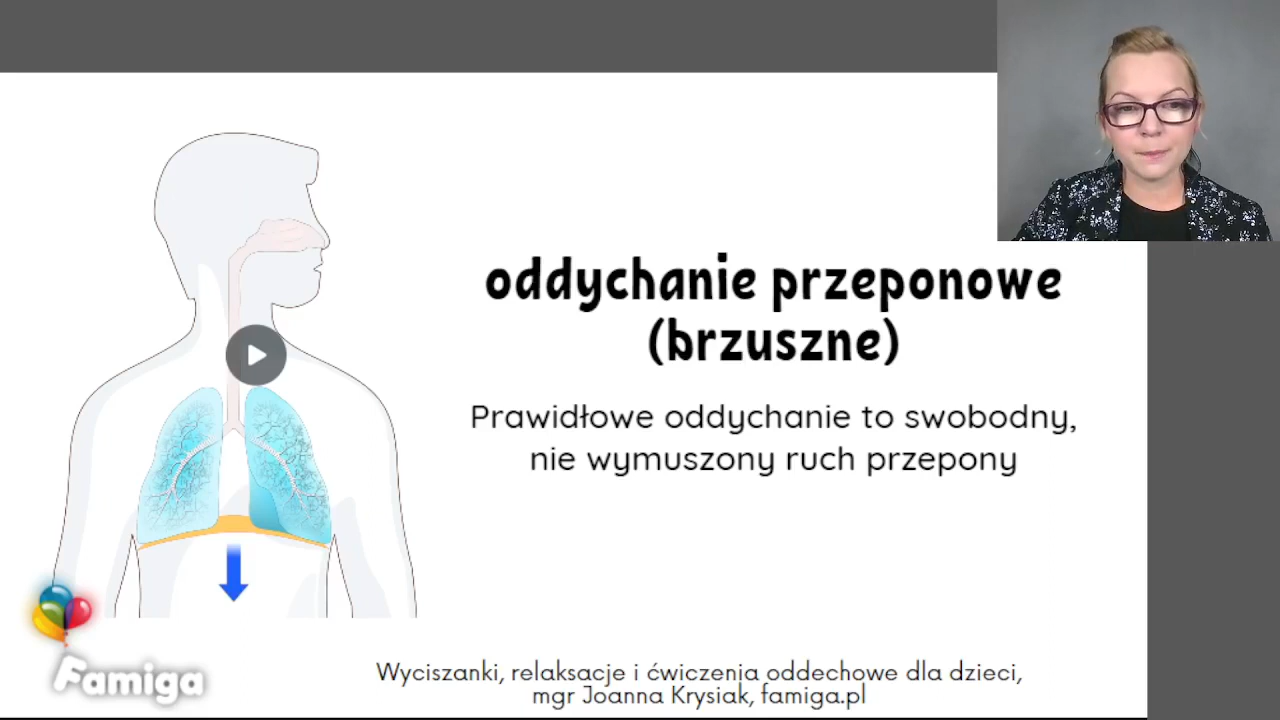 oddychanie przeponowe
(brzuszne)
Prawidłowe oddychanie to swobodny,
nie wymuszony ruch przepony
Famiga
Wyciszanki, relaksacje i ćwiczenia oddechowe dla dzieci,
mgr Joanna Krysiak, famiga.pl